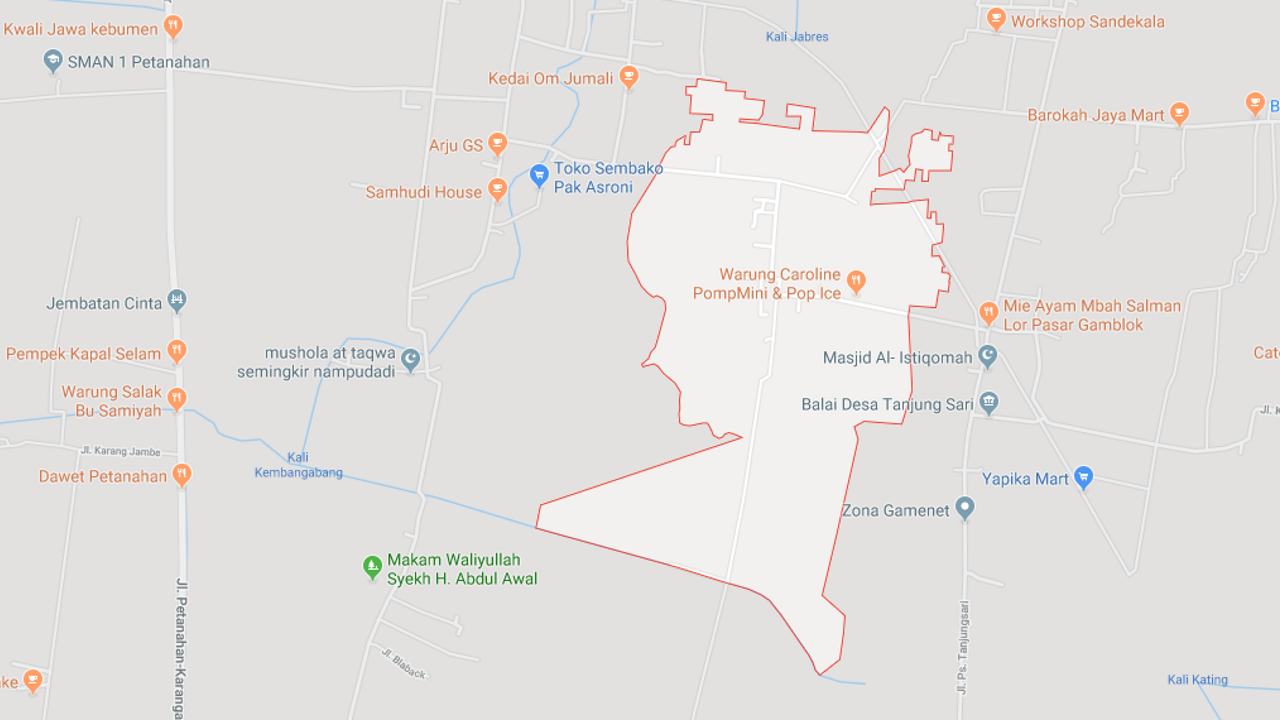 Kwali Jawa kebumen
SMAN 1 Petanahan
Kali Jabres
Workshop Sandekala
Kedai Om Jumali
Barokah Jaya Mart
B
Arju GS
Toko Sembako
Pak Asroni
Samhudi House
Warung Caroline
PompMini & Pop Ice
Jembatan Cinta
Mie Ayam Mbah Salman
Lor Pasar Gamblok
Pempek Kapal Selam
mushola at taqwa
semingkir nampudadi
Masjid Al- Istiqomah
Cate
Warung Salak
Bu Samiyah
Balai Desa Tanjung Sari
Jl. K
Jl. Karang Jambe
Kali
Kembangabang
Dawet Petanahan
Yapika Mart
Zona Gamenet
Makam Waliyullah
Syekh H. Abdul Awal
Jl. Petanahan-Karanga
Jl. Blaback
Jl. Ps. Tanjungsari
ke
Kali Kating